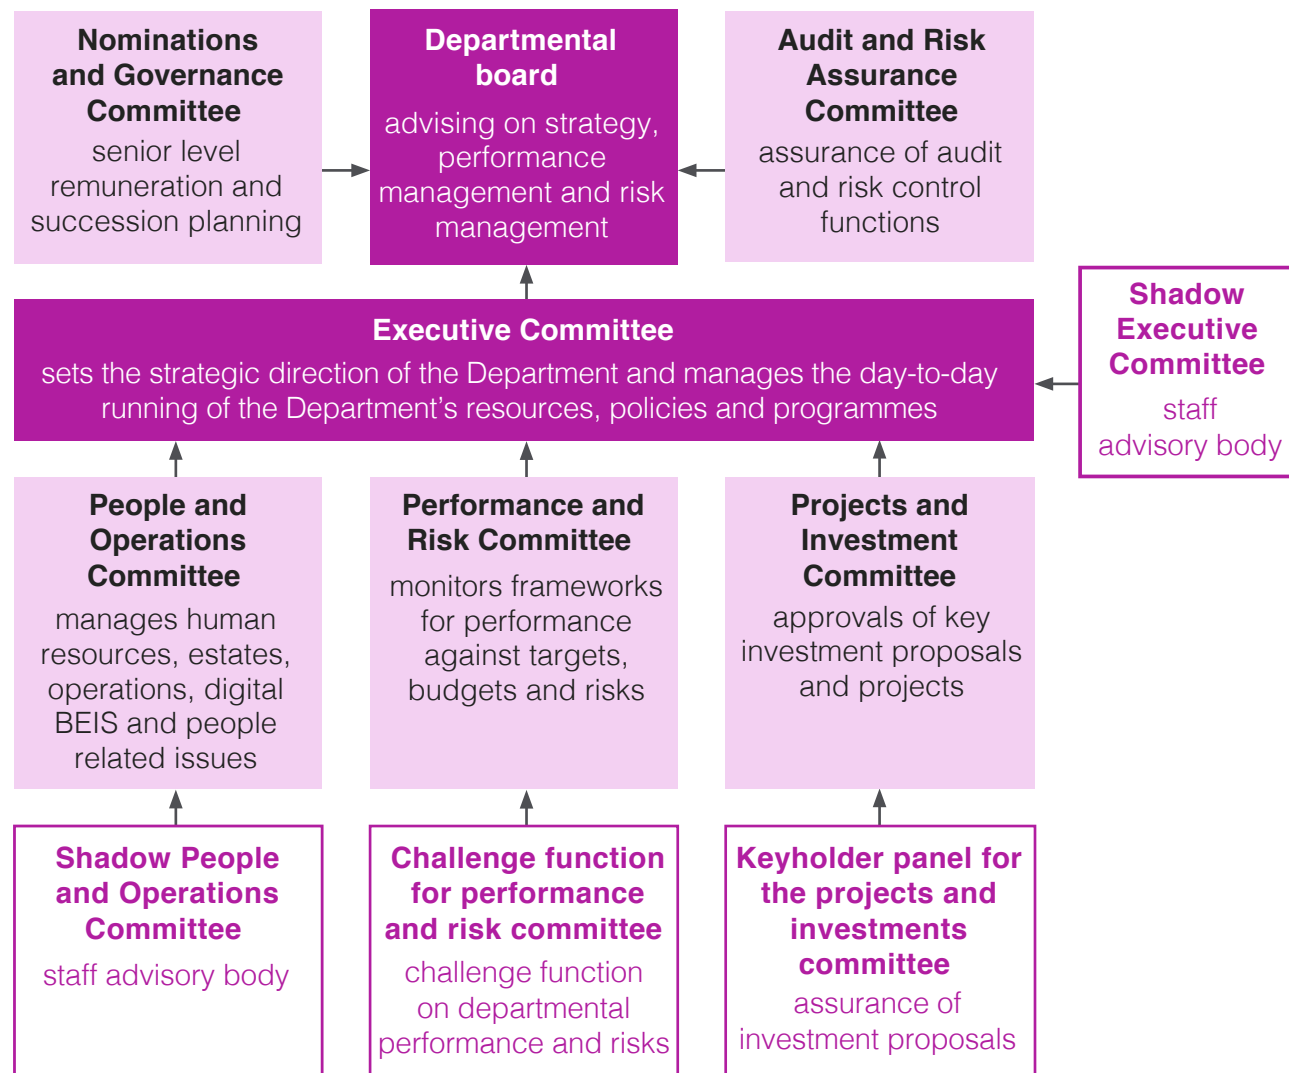 Nominations
and Governance
Committee
senior level
remuneration and
succession planning
Departmental
board
advising on strategy,
performance
management and risk
management
Audit and Risk
Assurance
Committee
assurance of audit
and risk control
functions
Executive Committee
sets the strategic direction of the Department and manages the day-to-day
running of the Department’s resources, policies and programmes
Shadow
Executive
Committee
staff
advisory body
People and
Operations
Committee
manages human
resources, estates,
operations, digital
BEIS and people
related issues
Performance and
Risk Committee
monitors frameworks
for performance
against targets,
budgets and risks
Projects and
Investment
Committee
approvals of key
investment proposals
and projects
Shadow People
and Operations
Committee
staff advisory body
Challenge function
for performance
and risk committee
challenge function
on departmental
performance and risks
Keyholder panel for
the projects and
investments
committee
assurance of
investment proposals